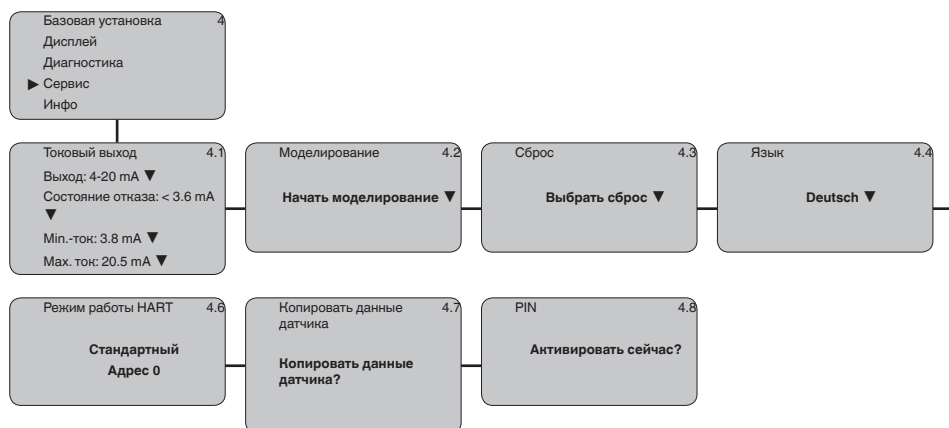 Базовая установка 4
Дисплей
Диагностика
▶ Сервис
Инфо
Токовый выход 4.1
Выход: 4-20 mA ▼
Состояние отказа: < 3.6 mA
▼
Min.-ток: 3.8 mA ▼
Max. ток: 20.5 mA ▼
Моделирование 4.2
Начать моделирование ▼
Сброс 4.3
Выбрать сброс ▼
Язык 4.4
Deutsch ▼
Режим работы HART 4.6
Стандартный
Адрес 0
Копировать данные 4.7
датчика
Копировать данные
датчика?
PIN 4.8
Активировать сейчас?